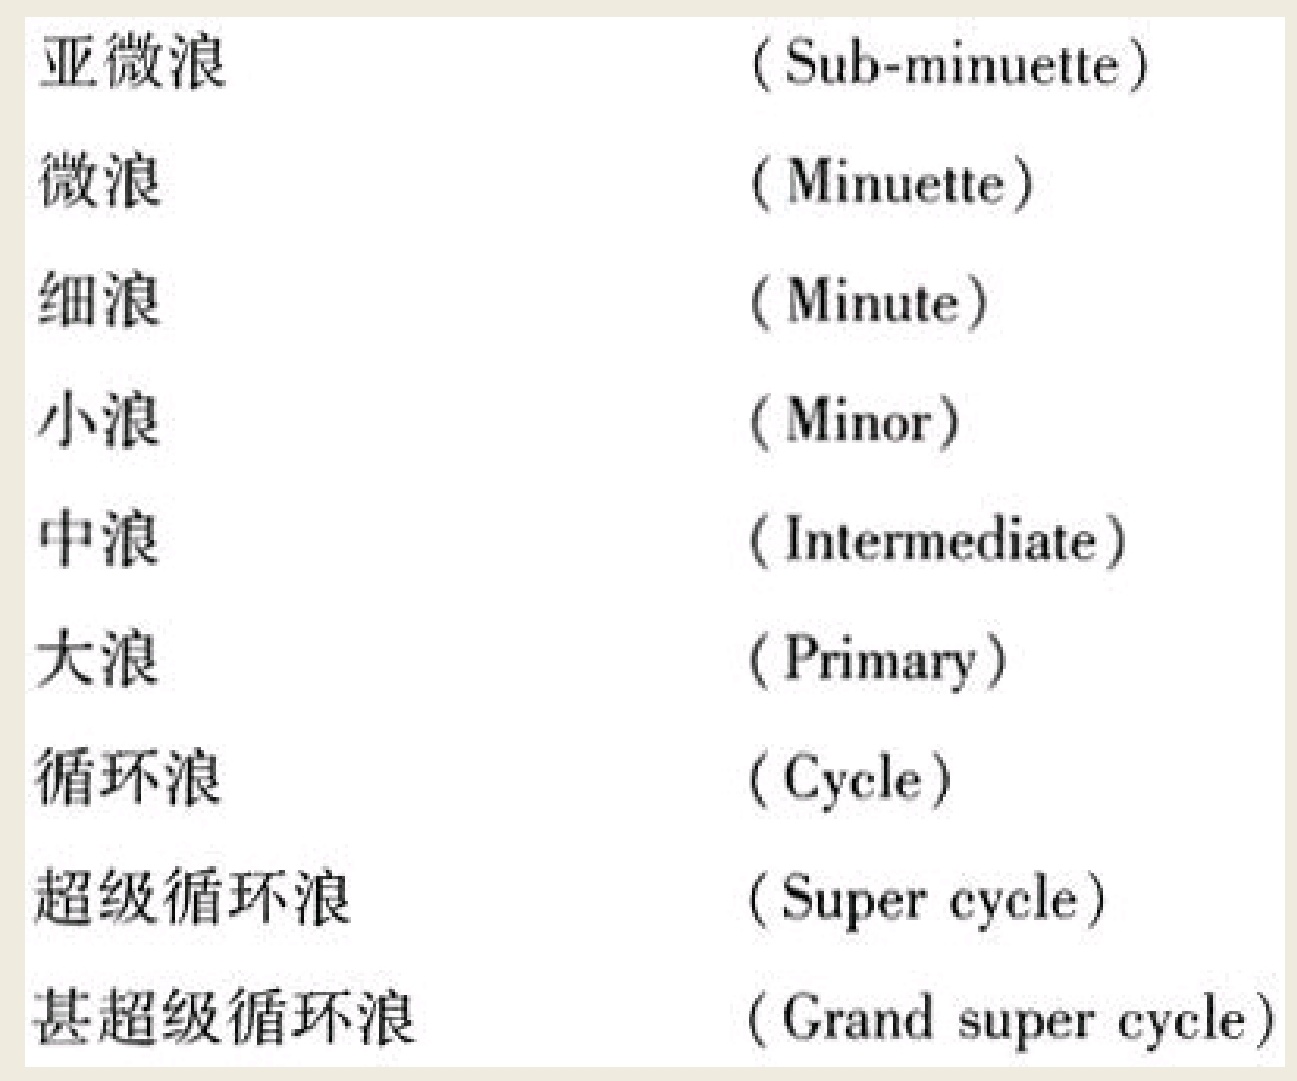 亚微浪 (Sub-minuette)
微浪 (Minuette)
细浪 (Minute)
小浪 (Minor)
中浪 (Intermediate)
大浪 (Primary)
循环浪 (Cycle)
超级循环浪 (Super cycle)
甚超级循环浪 (Grand super cycle)